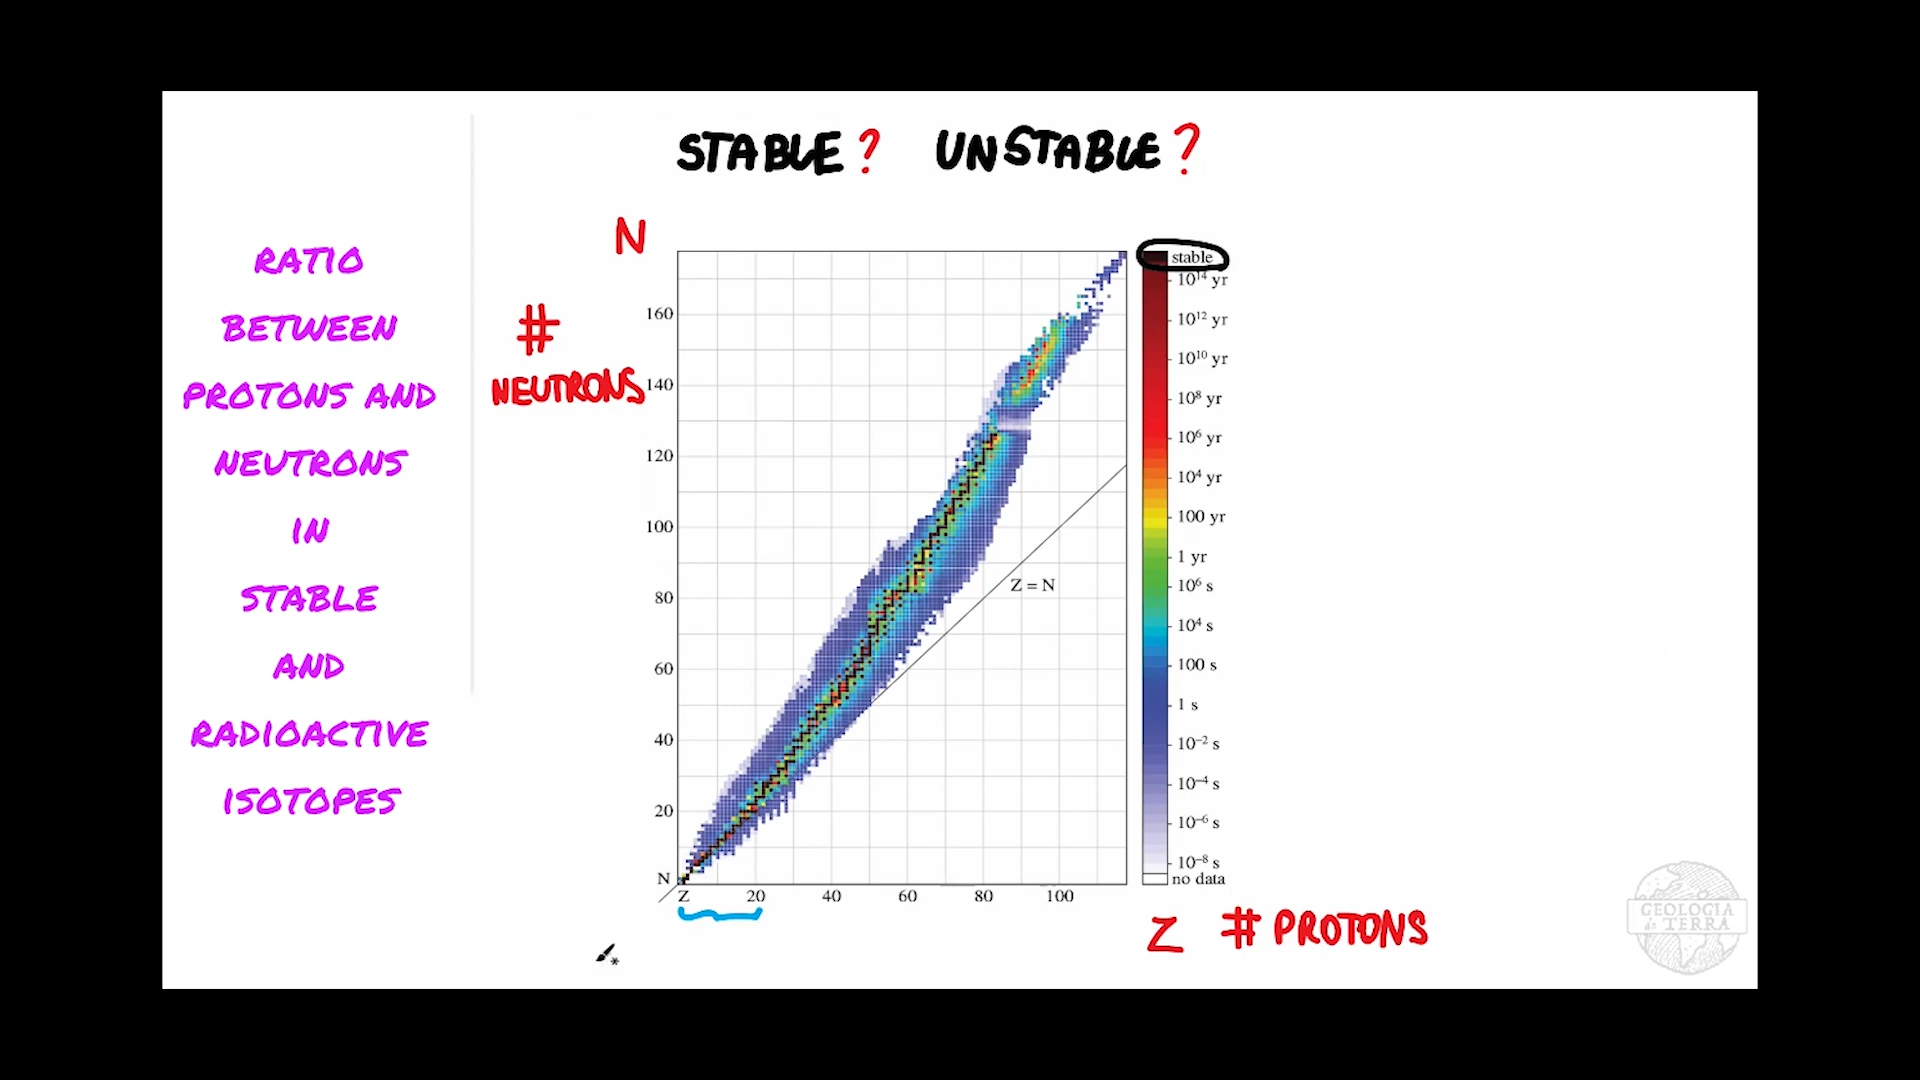 STABLE? UNSTABLE?
RATIO
BETWEEN
PROTONS AND
NEUTRONS
IN
STABLE
AND
RADIOACTIVE
ISOTOPES
N
#
NEUTRONS
160
140
120
100
80
60
40
20
N
Z 20 40 60 80 100
Z = N
stable
10¹⁴ yr
10¹² yr
10¹⁰ yr
10⁸ yr
10⁶ yr
10⁴ yr
100 yr
1 yr
10⁶ s
10⁴ s
100 s
1 s
10⁻² s
10⁻⁴ s
10⁻⁶ s
10⁻⁸ s
no data
Z # PROTONS
GEOLOGIA
da TERRA